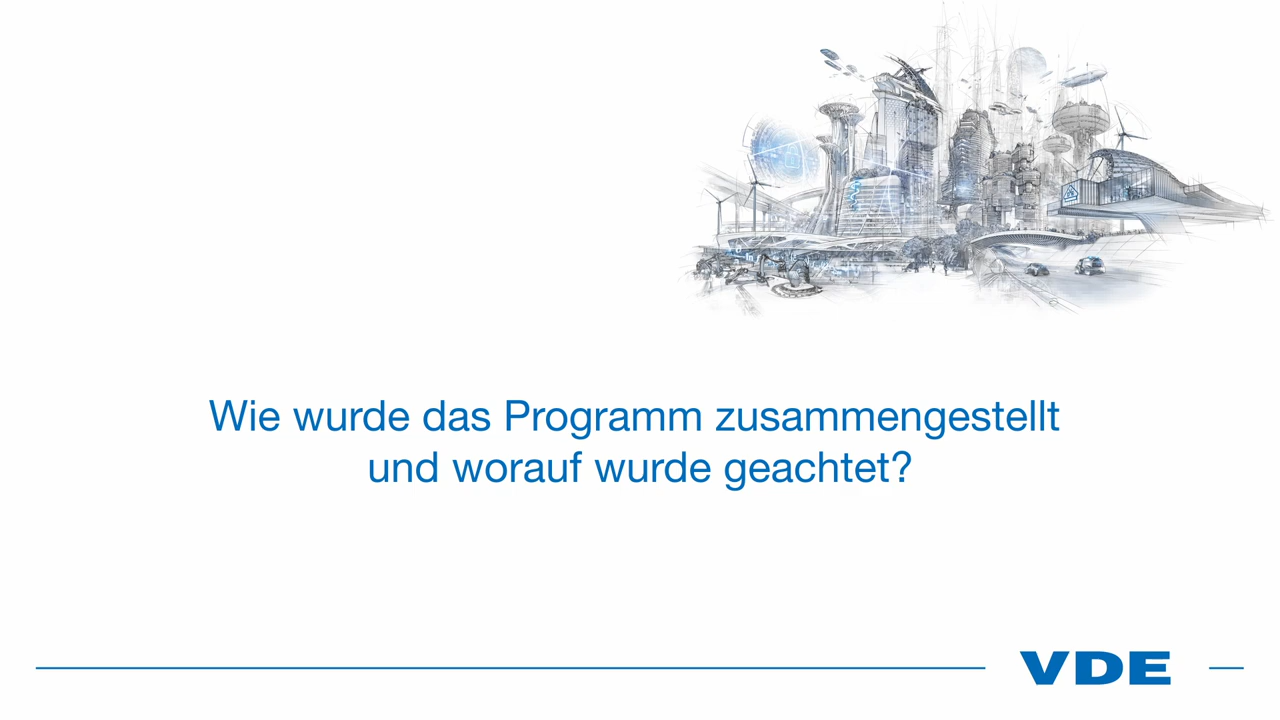 Wie wurde das Programm zusammengestellt
und worauf wurde geachtet?
VDE